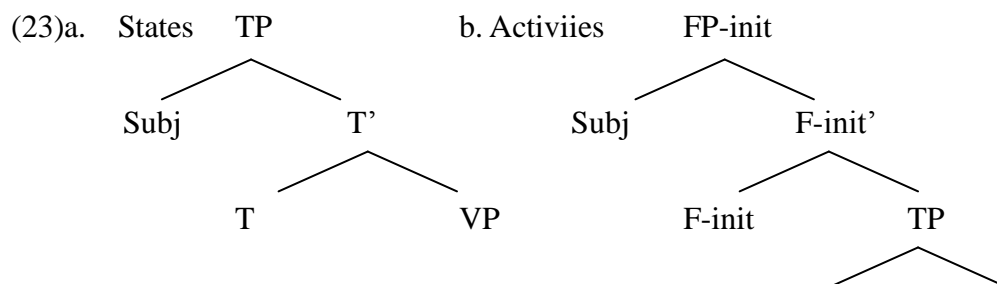 (23)a. States TP b. Activiies FP-init
Subj T’ Subj F-init’
T VP F-init TP